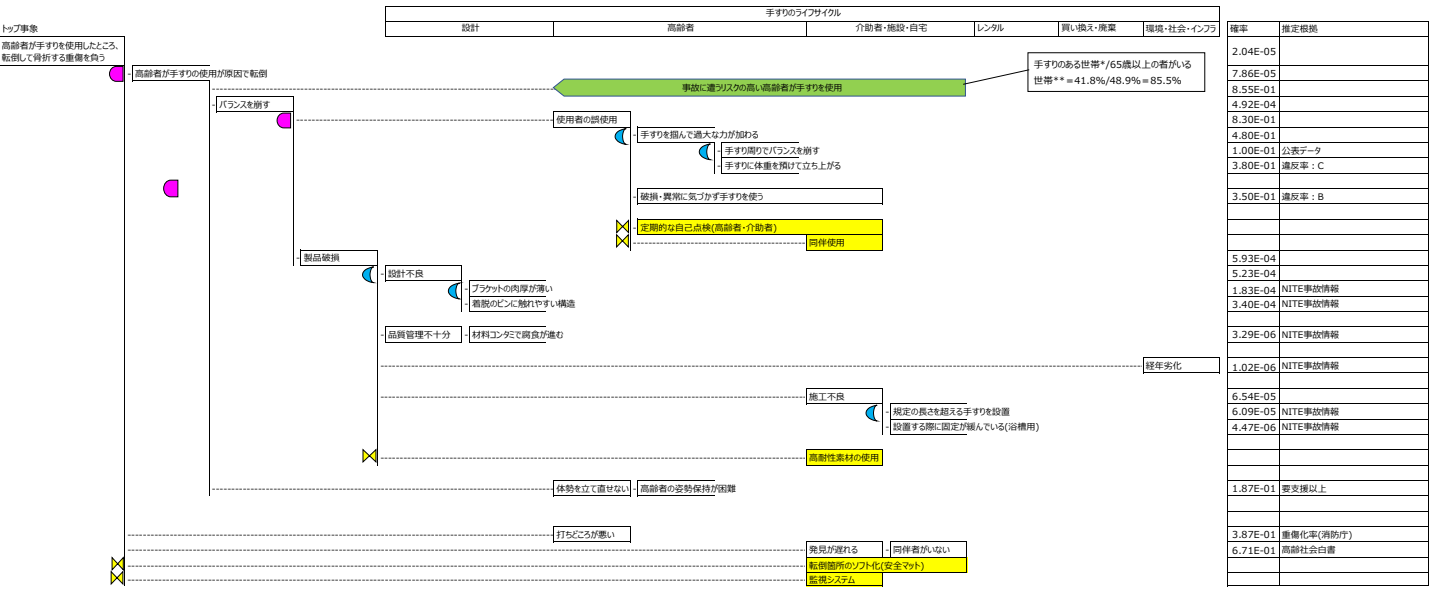 手すりのライフサイクル
トップ事象
設計
高齢者
介助者・施設・自宅
レンタル
買い換え・廃棄
環境・社会・インフラ
確率
推定根拠
高齢者が手すりを使用したところ、
転倒して骨折する重傷を負う
2.04E-05
高齢者が手すりの使用が原因で転倒
7.86E-05
事故に遭うリスクの高い高齢者が手すりを使用
8.55E-01
手すりのある世帯*/65歳以上の者がいる
世帯**=41.8%/48.9%=85.5%
バランスを崩す
4.92E-04
使用者の誤使用
8.30E-01
手すりを掴んで過大な力が加わる
4.80E-01
手すり周りでバランスを崩す
1.00E-01 公表データ
手すりに体重を預けて立ち上がる
3.80E-01 違反率：C
破損・異常に気づかず手すりを使う
3.50E-01 違反率：B
定期的な自己点検(高齢者・介助者)
同伴使用
製品破損
5.93E-04
設計不良
5.23E-04
ブラケットの肉厚が薄い
1.83E-04 NITE事故情報
着脱のピンに触れやすい構造
3.40E-04 NITE事故情報
品質管理不十分
材料コンタミで腐食が進む
3.29E-06 NITE事故情報
経年劣化
1.02E-06 NITE事故情報
施工不良
6.54E-05
規定の長さを超える手すりを設置
6.09E-05 NITE事故情報
設置する際に固定が緩んでいる(浴槽用)
4.47E-06 NITE事故情報
高耐性素材の使用
体勢を立て直せない
高齢者の姿勢保持が困難
1.87E-01 要支援以上
打ちどころが悪い
3.87E-01 重傷化率(消防庁)
発見が遅れる
同伴者がいない
6.71E-01 高齢社会白書
転倒箇所のソフト化(安全マット)
監視システム